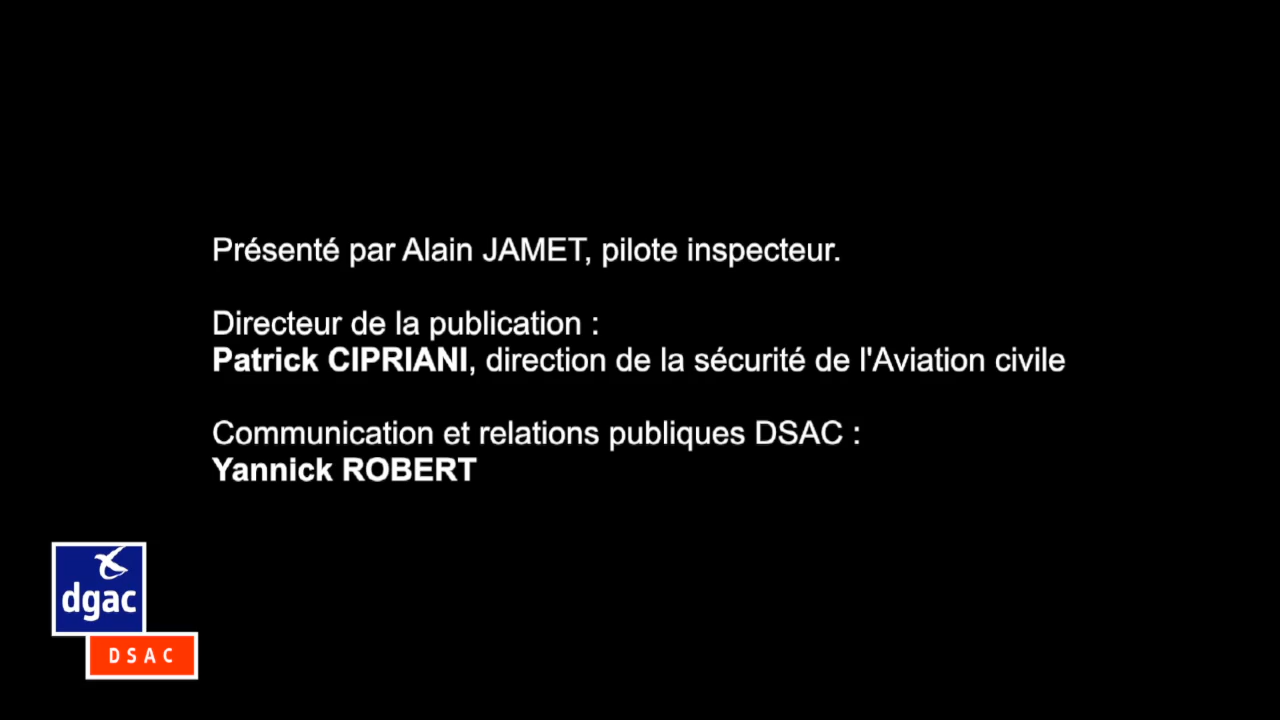 Présenté par Alain JAMET, pilote inspecteur.
Directeur de la publication :
Patrick CIPRIANI, direction de la sécurité de l'Aviation civile
Communication et relations publiques DSAC :
Yannick ROBERT
dgac
DSAC